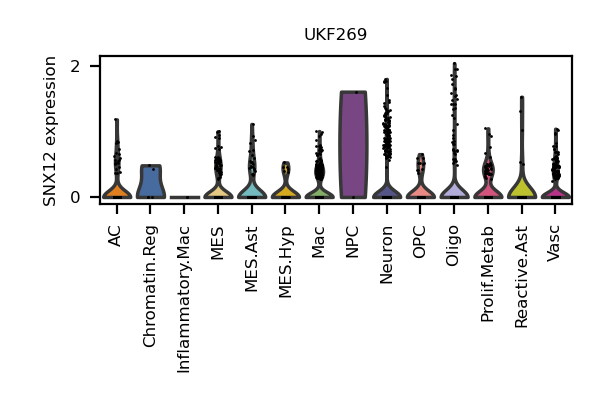 UKF269
SNX12 expression
2
0
AC
Chromatin.Reg
Inflammatory.Mac
MES
MES.Ast
MES.Hyp
Mac
NPC
Neuron
OPC
Oligo
Prolif.Metab
Reactive.Ast
Vasc